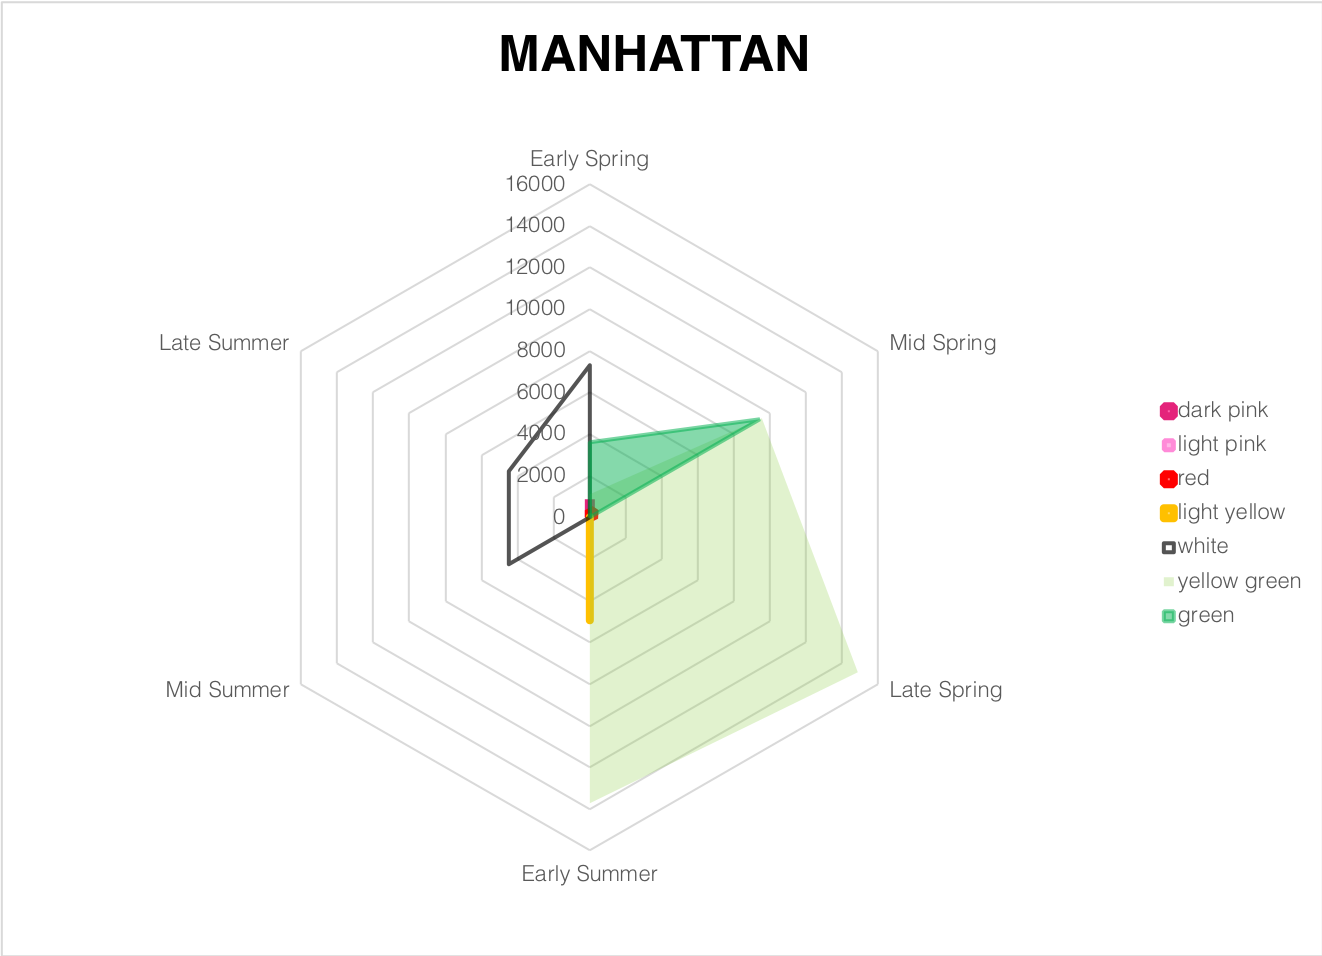 MANHATTAN
Early Spring
16000
14000
12000
10000
8000
6000
4000
2000
0
Late Summer
Mid Spring
Mid Summer
Late Spring
Early Summer
dark pink
light pink
red
light yellow
white
yellow green
green